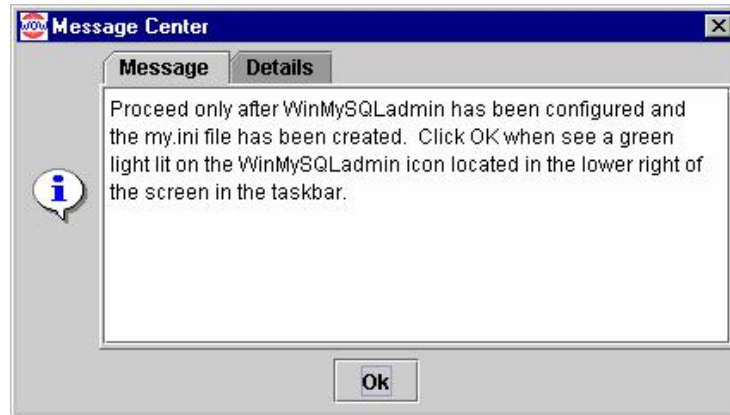 WOW Message Center
Message Details
Proceed only after WinMySQLadmin has been configured and
the my.ini file has been created.  Click OK when see a green
light lit on the WinMySQLadmin icon located in the lower right of
the screen in the taskbar.
Ok